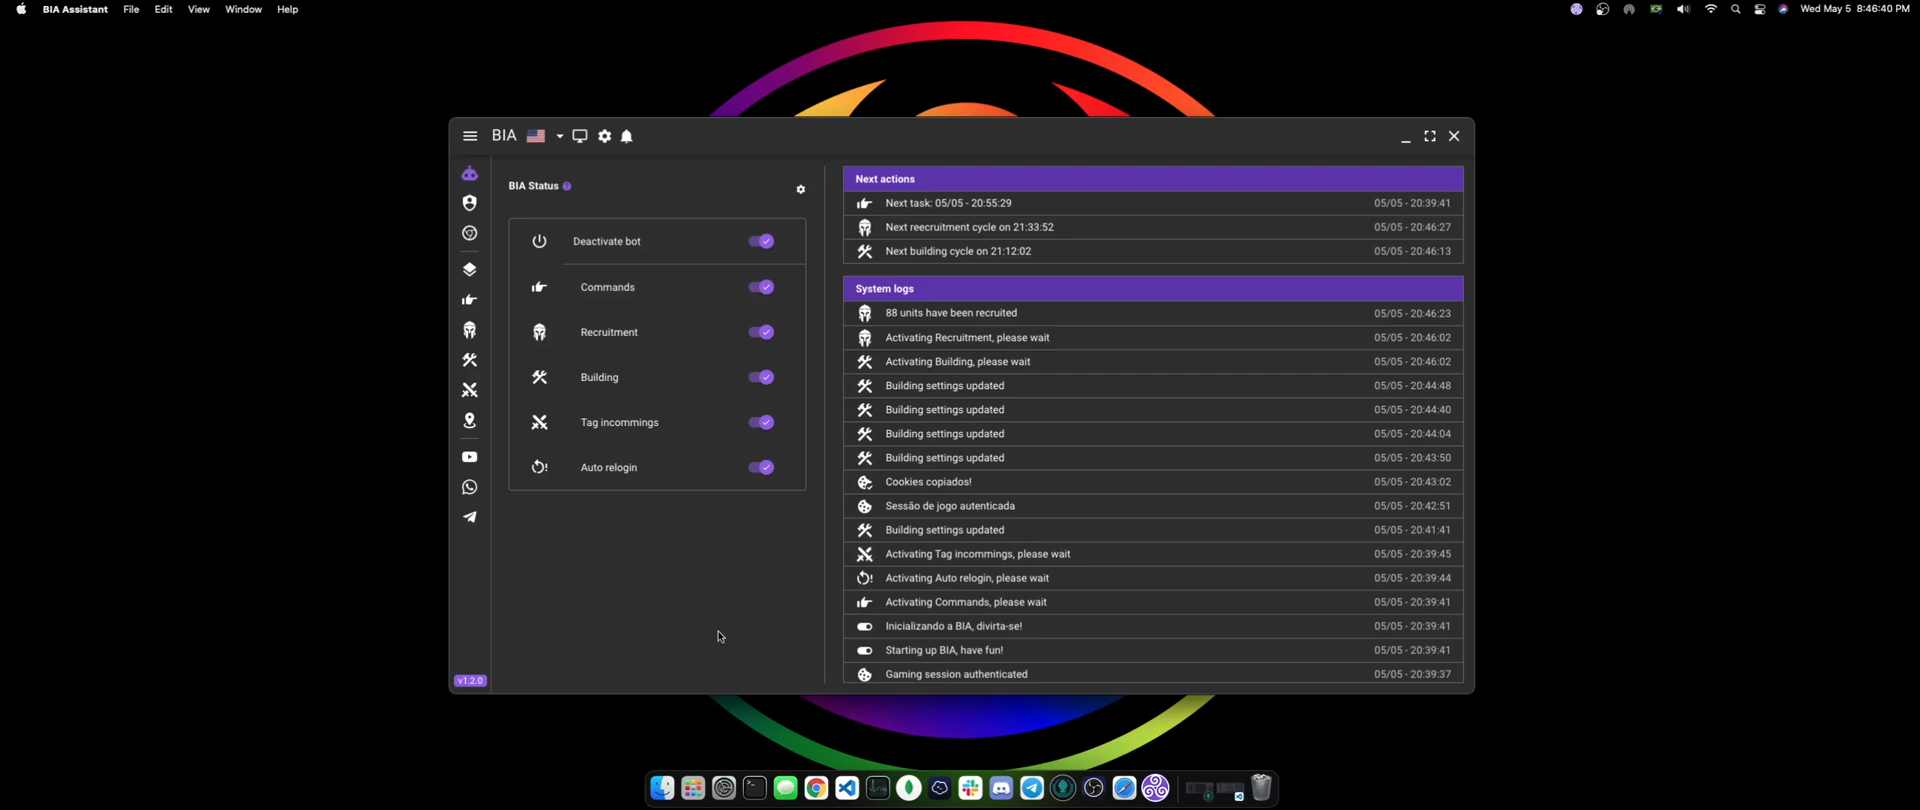 BIA Assistant File Edit View Window Help Wed May 5 8:46:40 PM
BIA
BIA Status
Deactivate bot
Commands
Recruitment
Building
Tag incommings
Auto relogin
v1.2.0
Next actions
Next task: 05/05 - 20:55:29 05/05 - 20:39:41
Next reecruitment cycle on 21:33:52 05/05 - 20:46:27
Next building cycle on 21:12:02 05/05 - 20:46:13
System logs
88 units have been recruited 05/05 - 20:46:23
Activating Recruitment, please wait 05/05 - 20:46:02
Activating Building, please wait 05/05 - 20:46:02
Building settings updated 05/05 - 20:44:48
Building settings updated 05/05 - 20:44:40
Building settings updated 05/05 - 20:44:04
Building settings updated 05/05 - 20:43:50
Cookies copiados! 05/05 - 20:43:02
Sessão de jogo autenticada 05/05 - 20:42:51
Building settings updated 05/05 - 20:41:41
Activating Tag incommings, please wait 05/05 - 20:39:45
Activating Auto relogin, please wait 05/05 - 20:39:44
Activating Commands, please wait 05/05 - 20:39:41
Inicializando a BIA, divirta-se! 05/05 - 20:39:41
Starting up BIA, have fun! 05/05 - 20:39:41
Gaming session authenticated 05/05 - 20:39:37